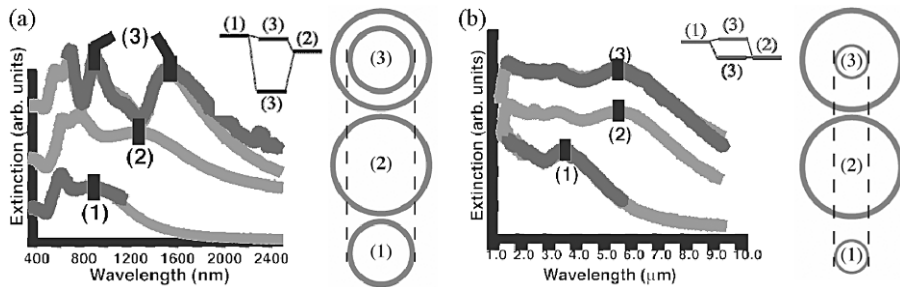 (a)
Extinction (arb. units)
(3)
(2)
(1)
(1) (3) (2)
(3)
400 800 1200 1600 2000 2400
Wavelength (nm)
(3)
(2)
(1)
(b)
Extinction (arb. units)
(3)
(2)
(1)
(1) (3) (2)
(3)
1.0 2.0 3.0 4.0 5.0 6.0 7.0 8.0 9.0 10.0
Wavelength (μm)
(3)
(2)
(1)